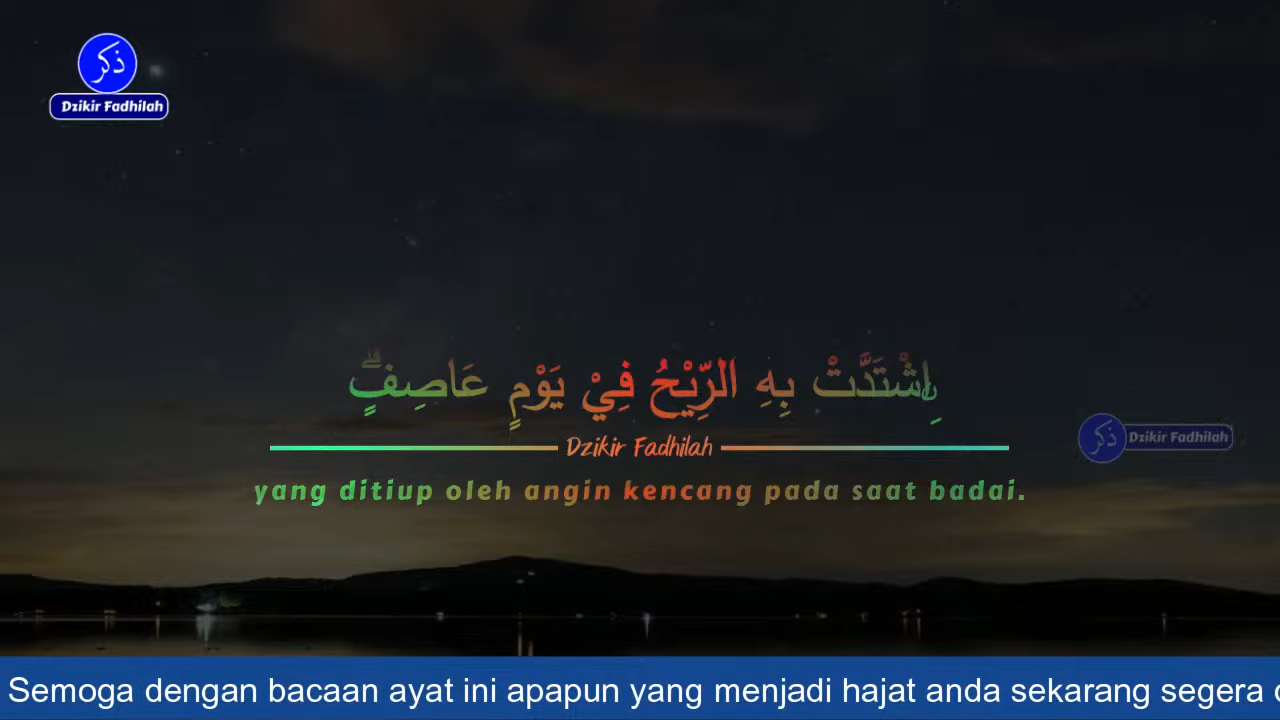 ذكر
Dzikir Fadhilah
اِشْتَدَّتْ بِهِ الرِّيْحُ فِيْ يَوْمٍ عَاصِفٍۗ
Dzikir Fadhilah
ذكر
Dzikir Fadhilah
yang ditiup oleh angin kencang pada saat badai.
Semoga dengan bacaan ayat ini apapun yang menjadi hajat anda sekarang segera